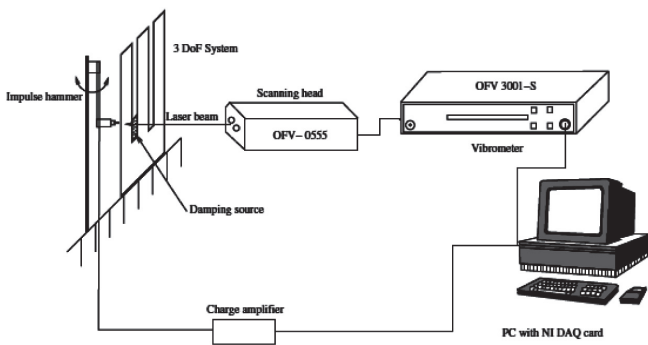 3 DoF System
Impulse hammer
Scanning head
OFV 3001–S
Laser beam
OFV– 0555
Vibrometer
Damping source
Charge amplifier
PC with NI DAQ card